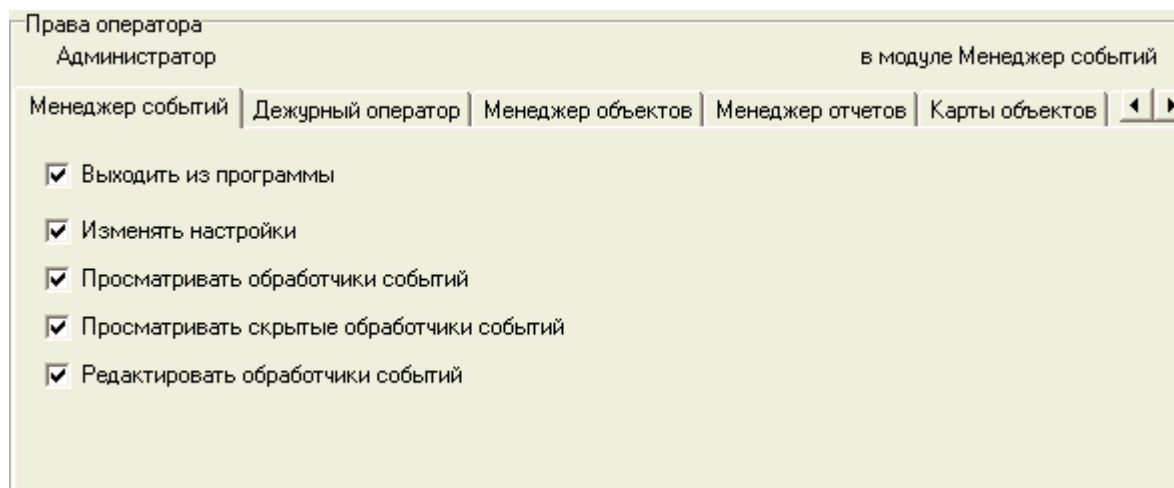 Права оператора
Администратор в модуле Менеджер событий
Менеджер событий Дежурный оператор Менеджер объектов Менеджер отчетов Карты объектов
Выходить из программы
Изменять настройки
Просматривать обработчики событий
Просматривать скрытые обработчики событий
Редактировать обработчики событий